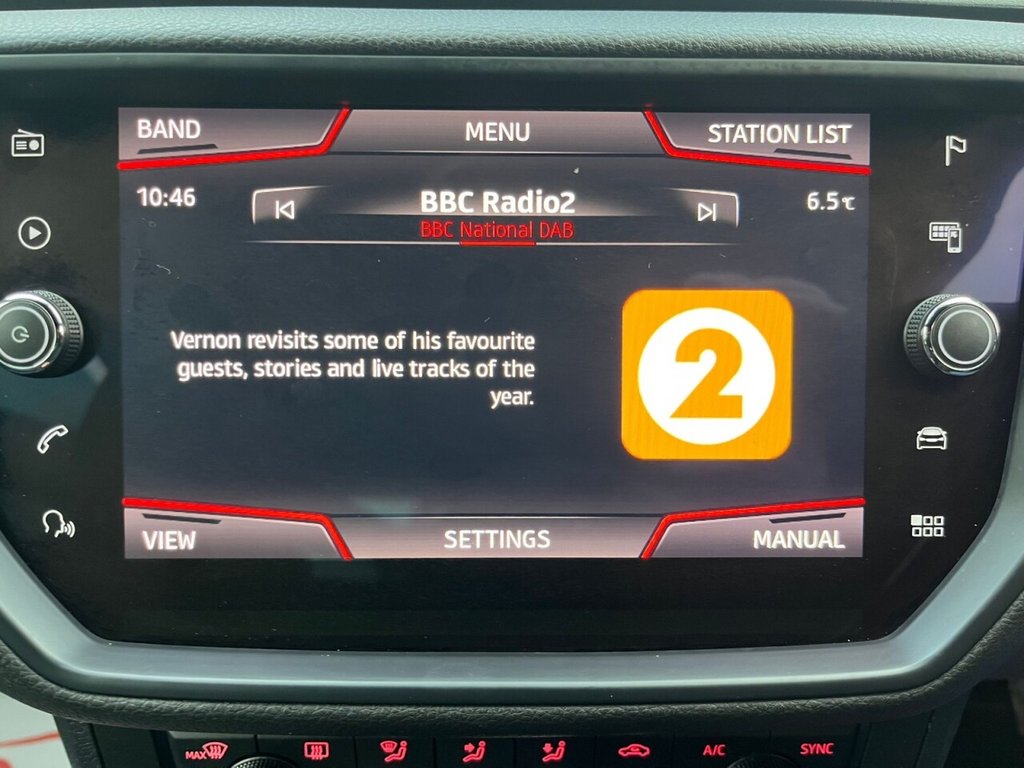 BAND MENU STATION LIST
10:46 BBC Radio2 6.5℃
BBC National DAB
Vernon revisits some of his favourite
guests, stories and live tracks of the
year.
2
VIEW SETTINGS MANUAL
MAX A/C SYNC